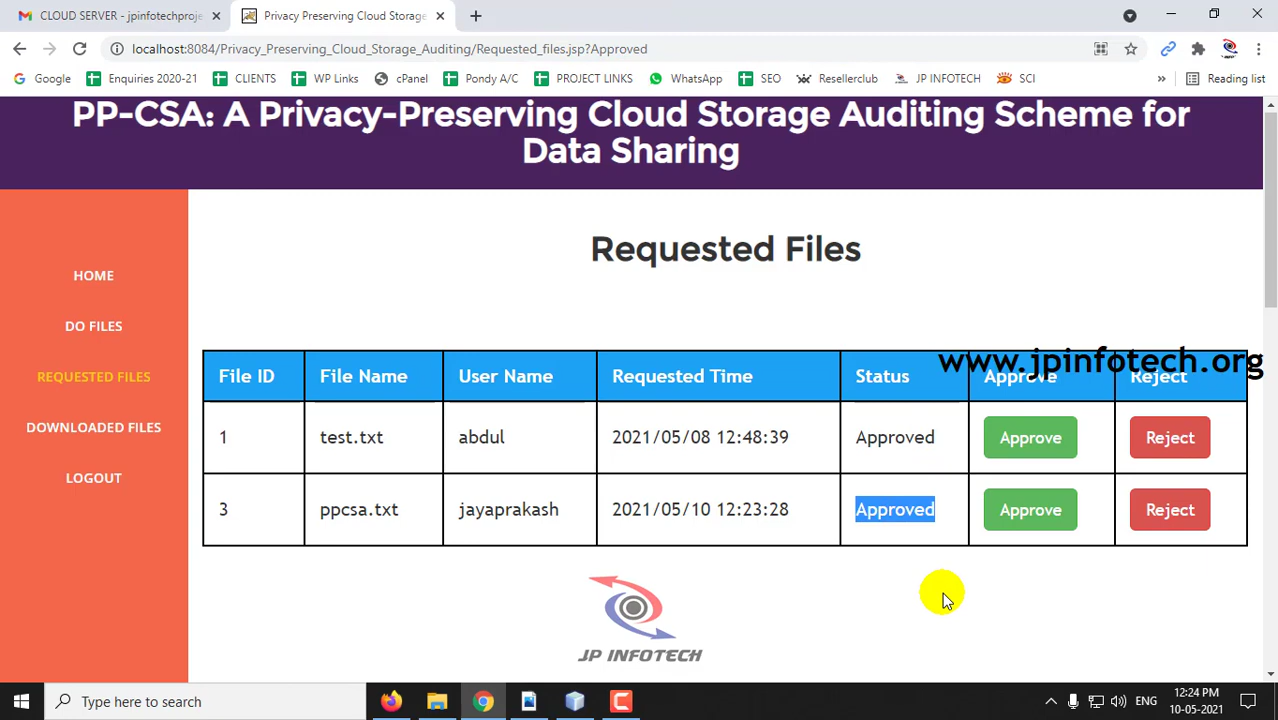 CLOUD SERVER - jpinfotechproje
Privacy Preserving Cloud Storage
localhost:8084/Privacy_Preserving_Cloud_Storage_Auditing/Requested_files.jsp?Approved
Google Enquiries 2020-21 CLIENTS WP Links cPanel Pondy A/C PROJECT LINKS WhatsApp SEO Resellerclub JP INFOTECH SCI » Reading list
PP-CSA: A Privacy-Preserving Cloud Storage Auditing Scheme for
Data Sharing
HOME
DO FILES
REQUESTED FILES
DOWNLOADED FILES
LOGOUT
Requested Files
www.jpinfotech.org
File ID File Name User Name Requested Time Status Approve Reject
1 test.txt abdul 2021/05/08 12:48:39 Approved Approve Reject
3 ppcsa.txt jayaprakash 2021/05/10 12:23:28 Approved Approve Reject
JP INFOTECH
Type here to search
ENG
12:24 PM
10-05-2021